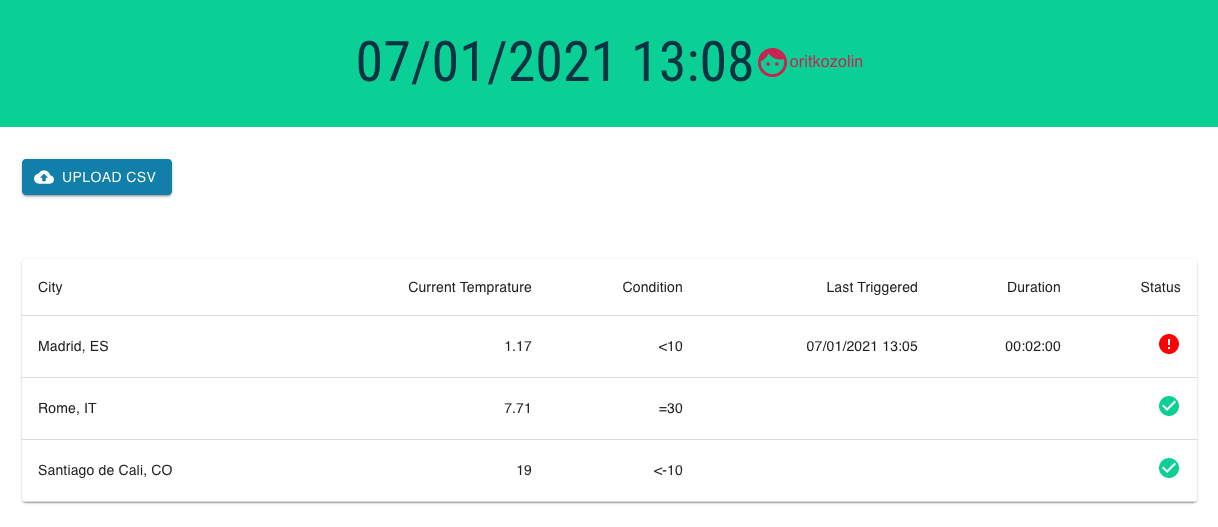 07/01/2021 13:08 oritkozolin
UPLOAD CSV
City Current Temprature Condition Last Triggered Duration Status
Madrid, ES 1.17 <10 07/01/2021 13:05 00:02:00
Rome, IT 7.71 =30
Santiago de Cali, CO 19 <-10